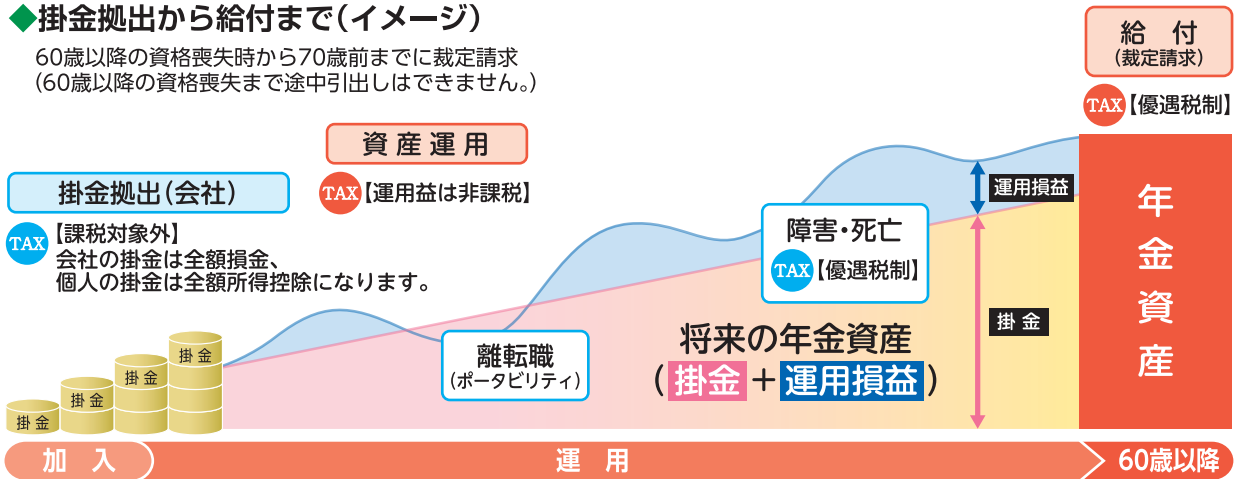 ◆掛金拠出から給付まで(イメージ)
60歳以降の資格喪失時から70歳前までに裁定請求
(60歳以降の資格喪失まで途中引出しはできません。)
給 付
(裁定請求)
TAX【優遇税制】
資産運用
TAX【運用益は非課税】
掛金拠出(会社)
TAX【課税対象外】
会社の掛金は全額損金、
個人の掛金は全額所得控除になります。
運用損益
年金資産
障害・死亡
TAX【優遇税制】
掛金
将来の年金資産
(掛金+運用損益)
離転職
(ポータビリティ)
掛金
掛金
掛金
掛金
加 入
運 用
60歳以降